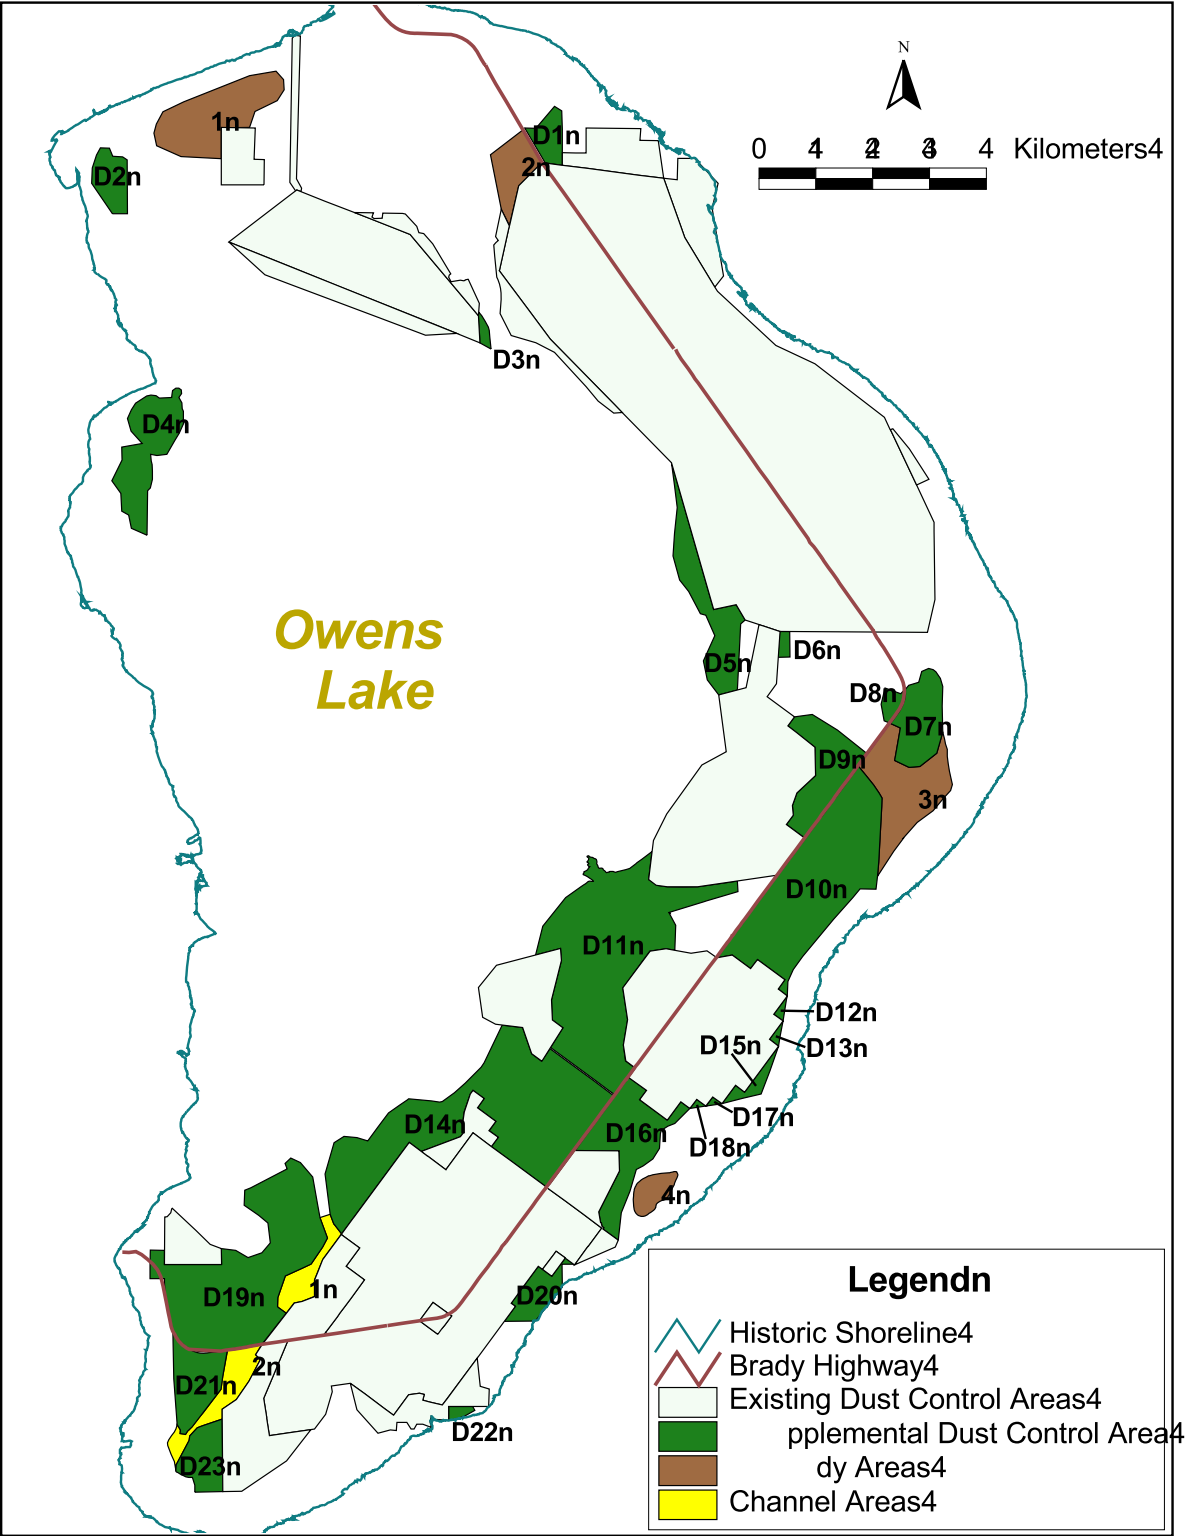 N
0 1 2 3 4 Kilometers4
1n
D1n
2n
D2n
D3n
D4n
Owens
Lake
D5n
D6n
D8n
D7n
D9n
3n
D10n
D11n
D12n
D13n
D15n
D17n
D14n
D16n
D18n
4n
D19n
1n
D20n
2n
D21n
D22n
D23n
Legendn
Historic Shoreline4
Brady Highway4
Existing Dust Control Areas4
pplemental Dust Control Area4
dy Areas4
Channel Areas4